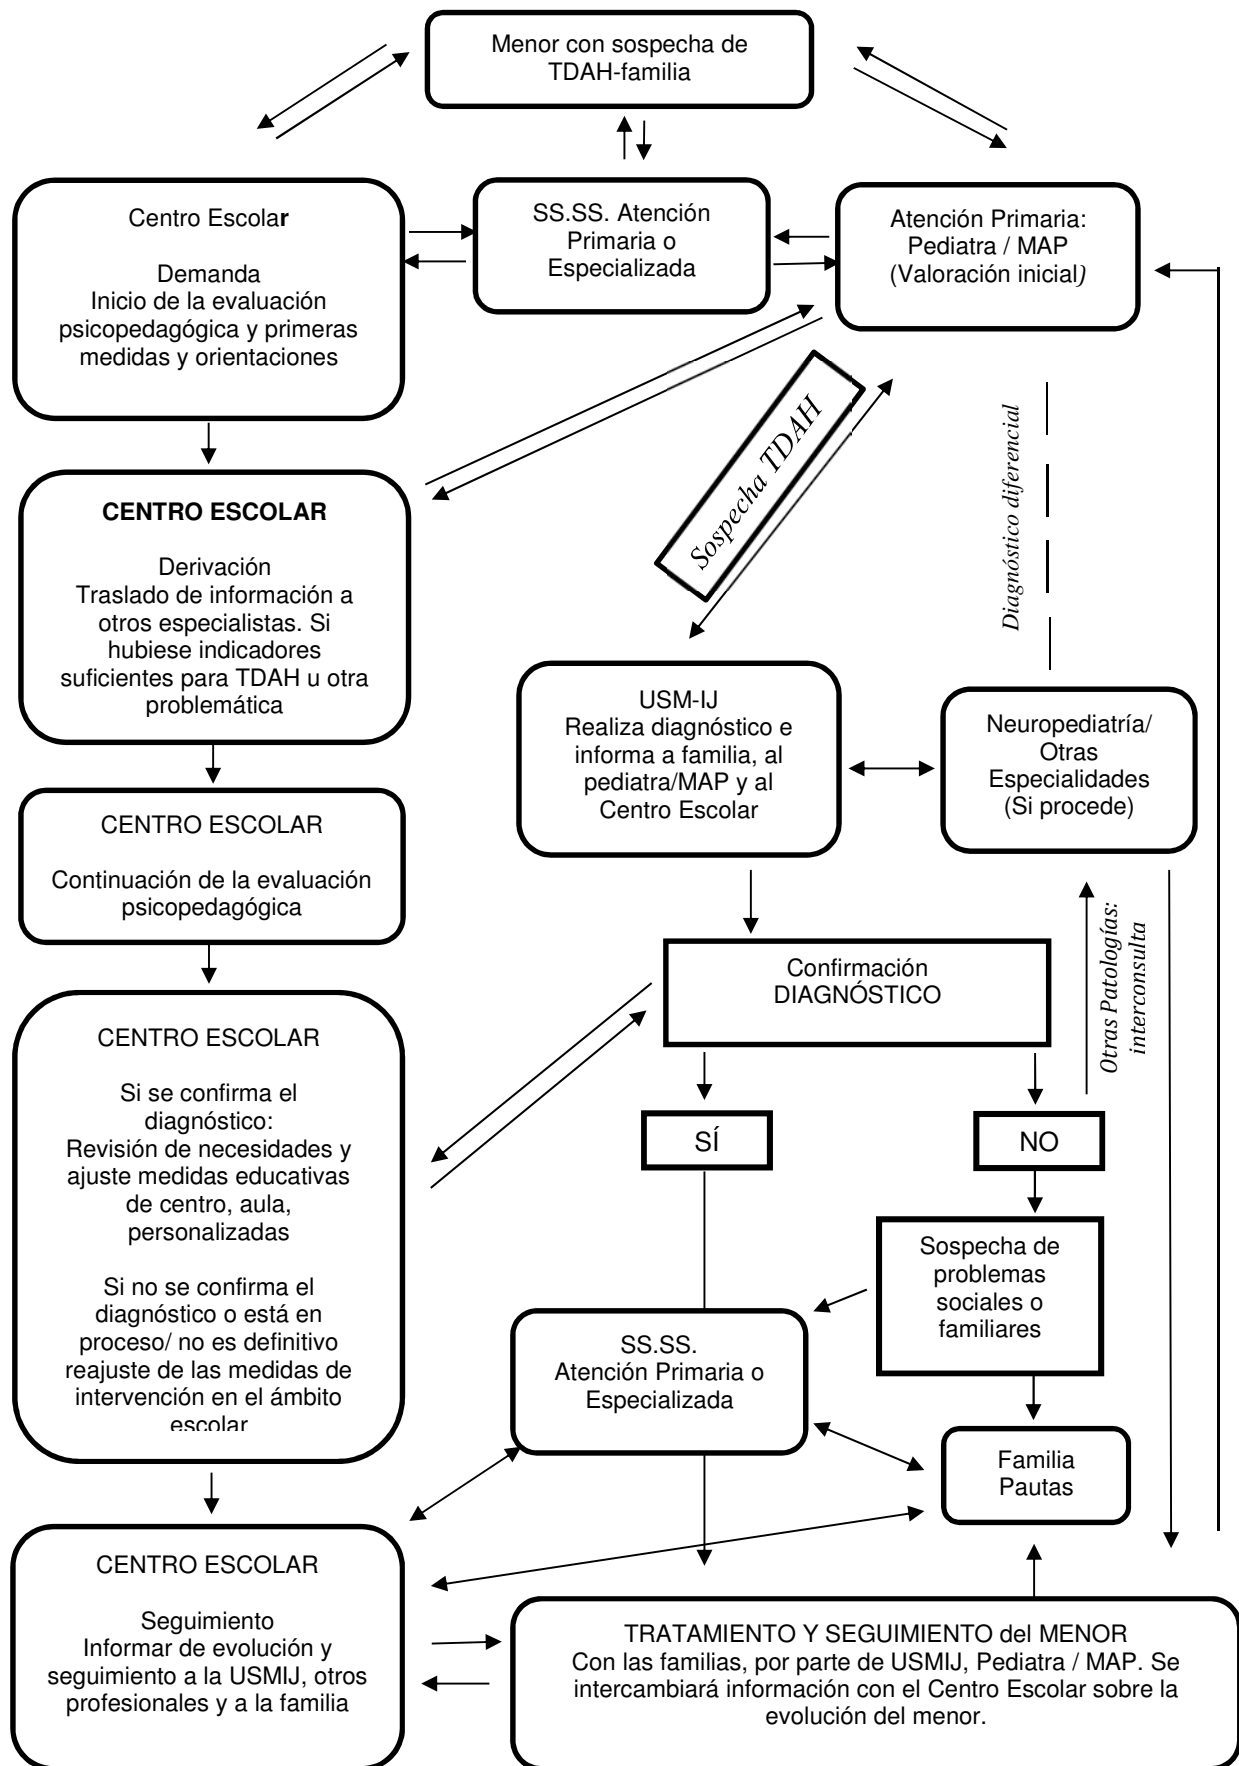 Menor con sospecha de
TDAH-familia
Centro Escolar
Demanda
Inicio de la evaluación
psicopedagógica y primeras
medidas y orientaciones
SS.SS. Atención
Primaria o
Especializada
Atención Primaria:
Pediatra / MAP
(Valoración inicial)
Sospecha TDAH
Diagnóstico diferencial
CENTRO ESCOLAR
Derivación
Traslado de información a
otros especialistas. Si
hubiese indicadores
suficientes para TDAH u otra
problemática
USM-IJ
Realiza diagnóstico e
informa a familia, al
pediatra/MAP y al
Centro Escolar
Neuropediatría/
Otras
Especialidades
(Si procede)
CENTRO ESCOLAR
Continuación de la evaluación
psicopedagógica
Otras Patologías:
interconsulta
Confirmación
DIAGNÓSTICO
CENTRO ESCOLAR
Si se confirma el
diagnóstico:
Revisión de necesidades y
ajuste medidas educativas
de centro, aula,
personalizadas
Si no se confirma el
diagnóstico o está en
proceso/ no es definitivo
reajuste de las medidas de
intervención en el ámbito
escolar
SÍ
NO
Sospecha de
problemas
sociales o
familiares
SS.SS.
Atención Primaria o
Especializada
Familia
Pautas
CENTRO ESCOLAR
Seguimiento
Informar de evolución y
seguimiento a la USMIJ, otros
profesionales y a la familia
TRATAMIENTO Y SEGUIMIENTO del MENOR
Con las familias, por parte de USMIJ, Pediatra / MAP. Se
intercambiará información con el Centro Escolar sobre la
evolución del menor.